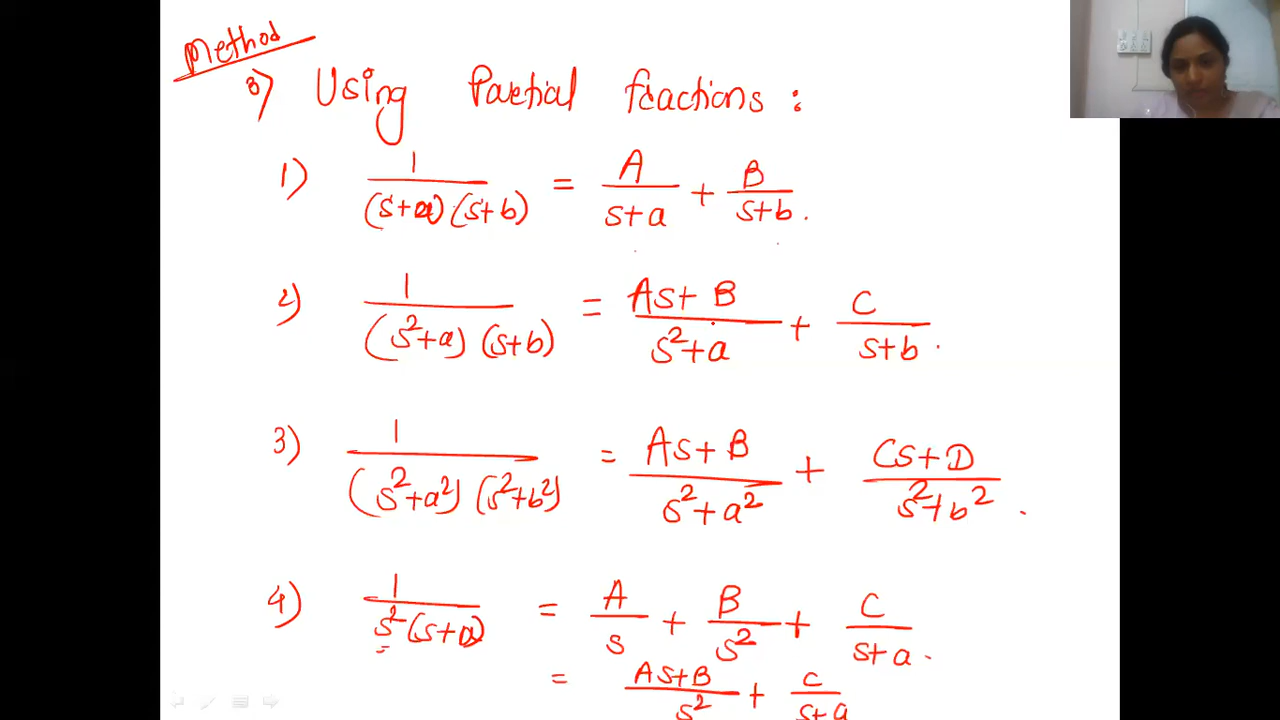 Method
3) Using Partial fractions :
1) 1/(s+a)(s+b) = A/s+a + B/s+b .
2) 1/(s²+a)(s+b) = As+B/s²+a + C/s+b .
3) 1/(s²+a²)(s²+b²) = As+B/s²+a² + Cs+D/s²+b² .
4) 1/s²(s+a) = A/s + B/s² + C/s+a .
= As+B/s² + C/s+a